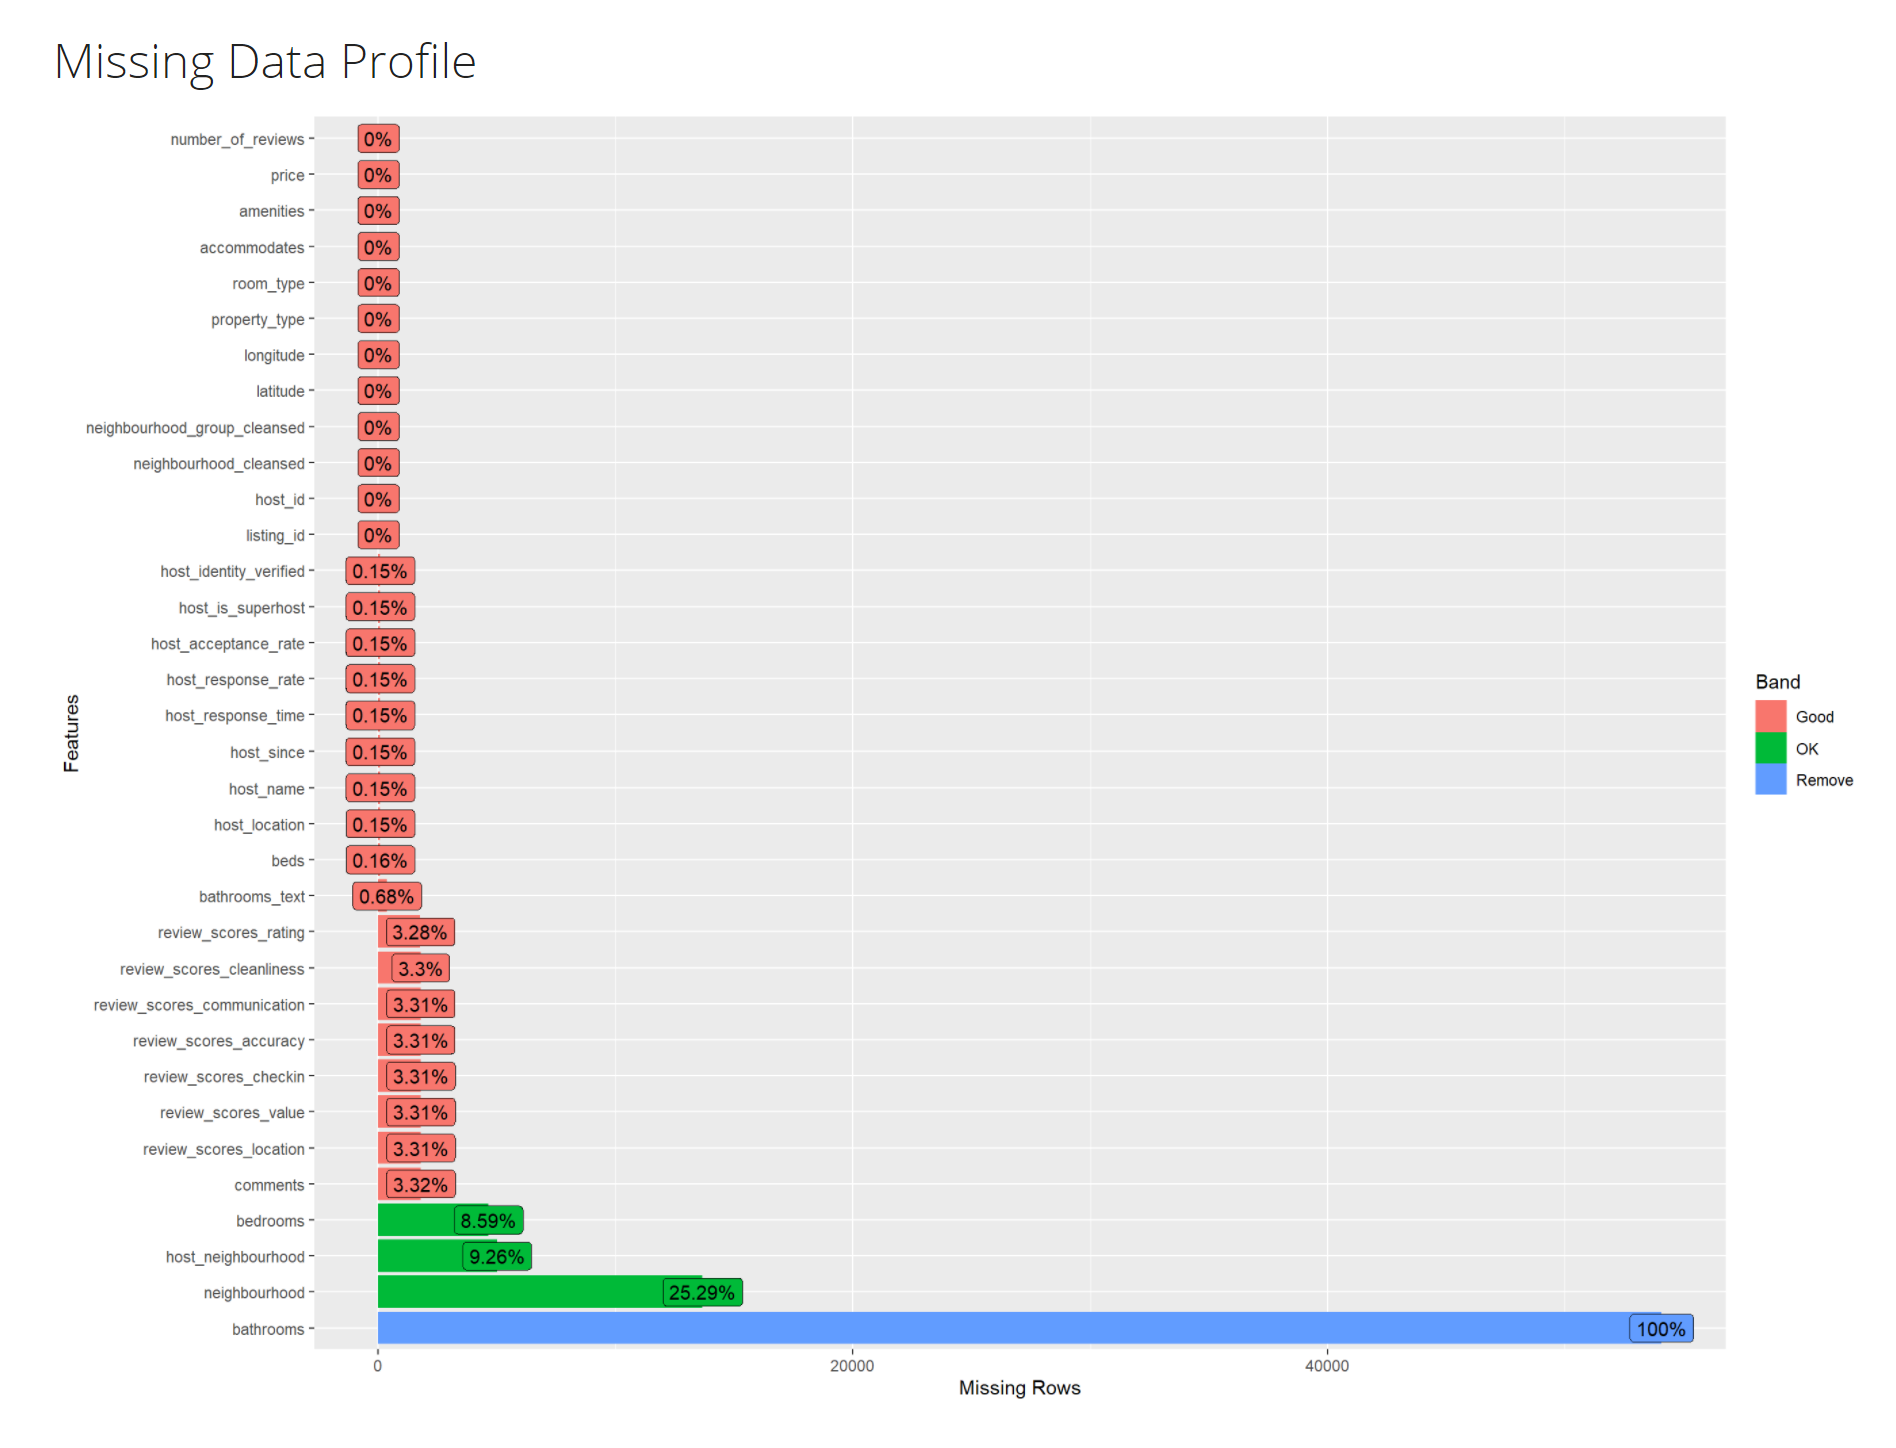 Missing Data Profile
number_of_reviews 0%
price 0%
amenities 0%
accommodates 0%
room_type 0%
property_type 0%
longitude 0%
latitude 0%
neighbourhood_group_cleansed 0%
neighbourhood_cleansed 0%
host_id 0%
listing_id 0%
host_identity_verified 0.15%
host_is_superhost 0.15%
host_acceptance_rate 0.15%
host_response_rate 0.15%
host_response_time 0.15%
host_since 0.15%
host_name 0.15%
host_location 0.15%
beds 0.16%
bathrooms_text 0.68%
review_scores_rating 3.28%
review_scores_cleanliness 3.3%
review_scores_communication 3.31%
review_scores_accuracy 3.31%
review_scores_checkin 3.31%
review_scores_value 3.31%
review_scores_location 3.31%
comments 3.32%
bedrooms 8.59%
host_neighbourhood 9.26%
neighbourhood 25.29%
bathrooms 100%
0 20000 40000
Missing Rows
Features
Band
Good
OK
Remove